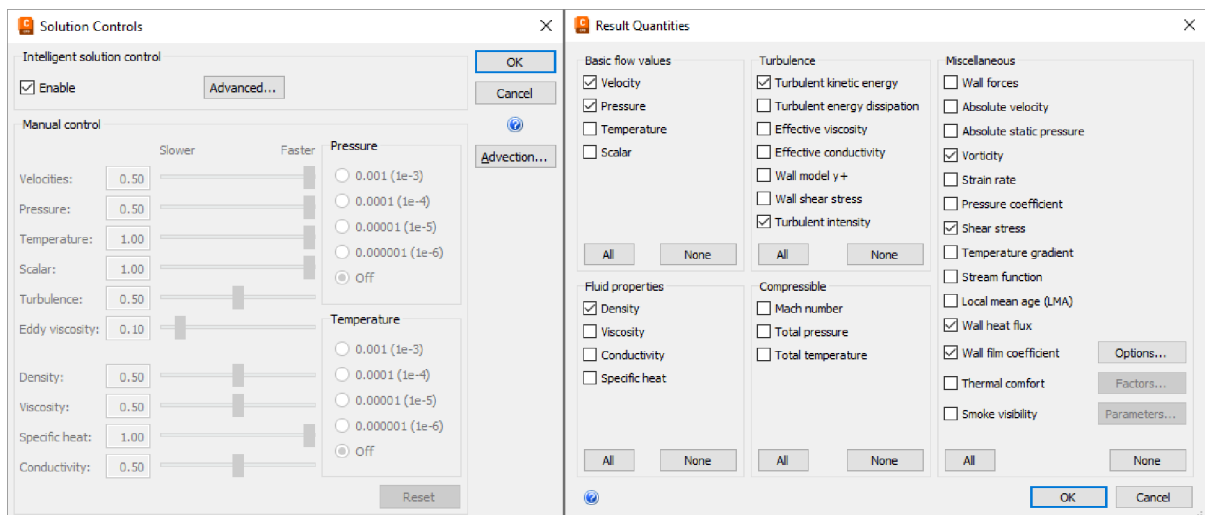 Solution Controls
Intelligent solution control
Enable
Advanced...
OK
Cancel
Advection...
Manual control
Slower Faster
Velocities: 0.50
Pressure: 0.50
Temperature: 1.00
Scalar: 1.00
Turbulence: 0.50
Eddy viscosity: 0.10
Density: 0.50
Viscosity: 0.50
Specific heat: 1.00
Conductivity: 0.50
Pressure
0.001 (1e-3)
0.0001 (1e-4)
0.00001 (1e-5)
0.000001 (1e-6)
Off
Temperature
0.001 (1e-3)
0.0001 (1e-4)
0.00001 (1e-5)
0.000001 (1e-6)
Off
Reset
Result Quantities
Basic flow values
Velocity
Pressure
Temperature
Scalar
All None
Turbulence
Turbulent kinetic energy
Turbulent energy dissipation
Effective viscosity
Effective conductivity
Wall model y+
Wall shear stress
Turbulent intensity
All None
Fluid properties
Density
Viscosity
Conductivity
Specific heat
All None
Compressible
Mach number
Total pressure
Total temperature
All None
Miscellaneous
Wall forces
Absolute velocity
Absolute static pressure
Vorticity
Strain rate
Pressure coefficient
Shear stress
Temperature gradient
Stream function
Local mean age (LMA)
Wall heat flux
Wall film coefficient Options...
Thermal comfort Factors...
Smoke visibility Parameters...
All None
OK Cancel